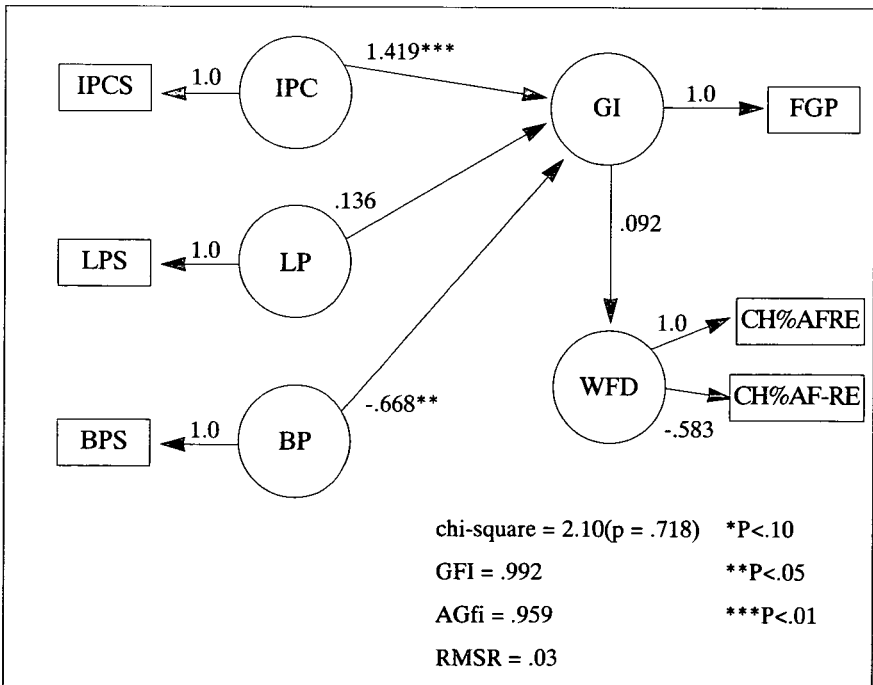 1.419***
IPCS 1.0 IPC GI 1.0 FGP
.136
LPS 1.0 LP .092
1.0 CH%AFRE
WFD
-.668** CH%AF-RE
BPS 1.0 BP -.583
chi-square = 2.10(p = .718) *P<.10
GFI = .992 **P<.05
AGfi = .959 ***P<.01
RMSR = .03